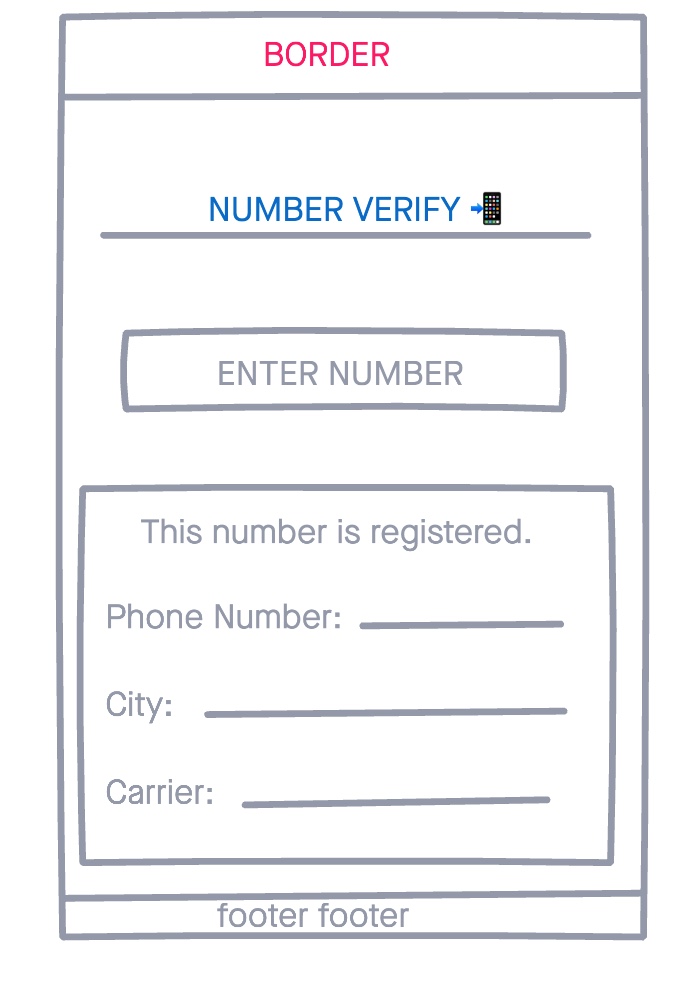 BORDER
NUMBER VERIFY 📲
ENTER NUMBER
This number is registered.
Phone Number:
City:
Carrier:
footer footer